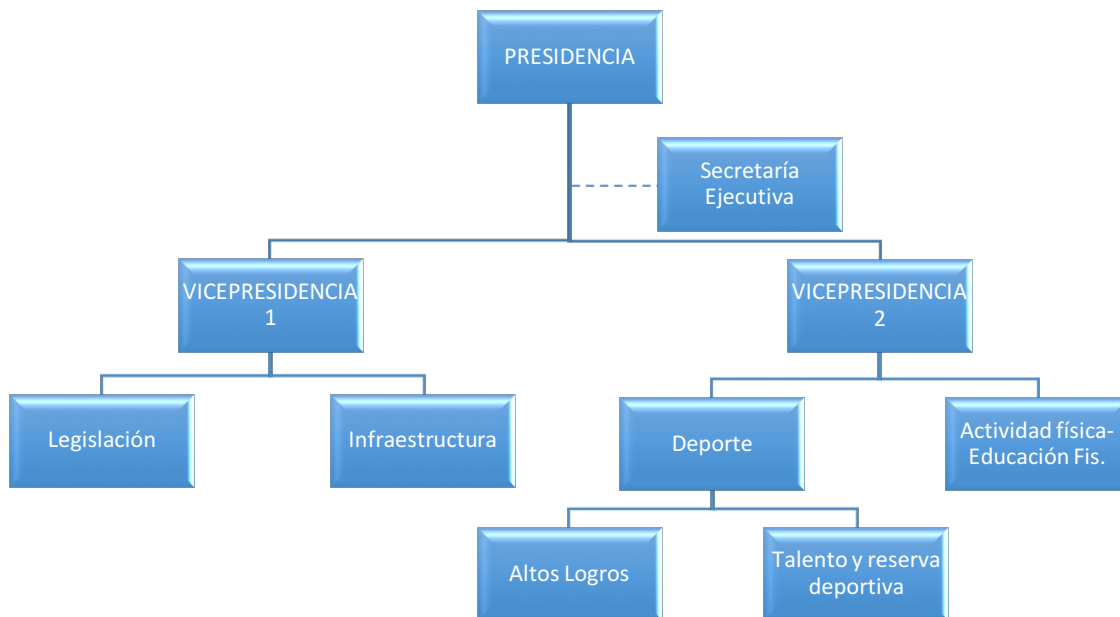 PRESIDENCIA
Secretaría
Ejecutiva
VICEPRESIDENCIA
1
VICEPRESIDENCIA
2
Legislación
Infraestructura
Deporte
Actividad física-
Educación Fis.
Altos Logros
Talento y reserva
deportiva